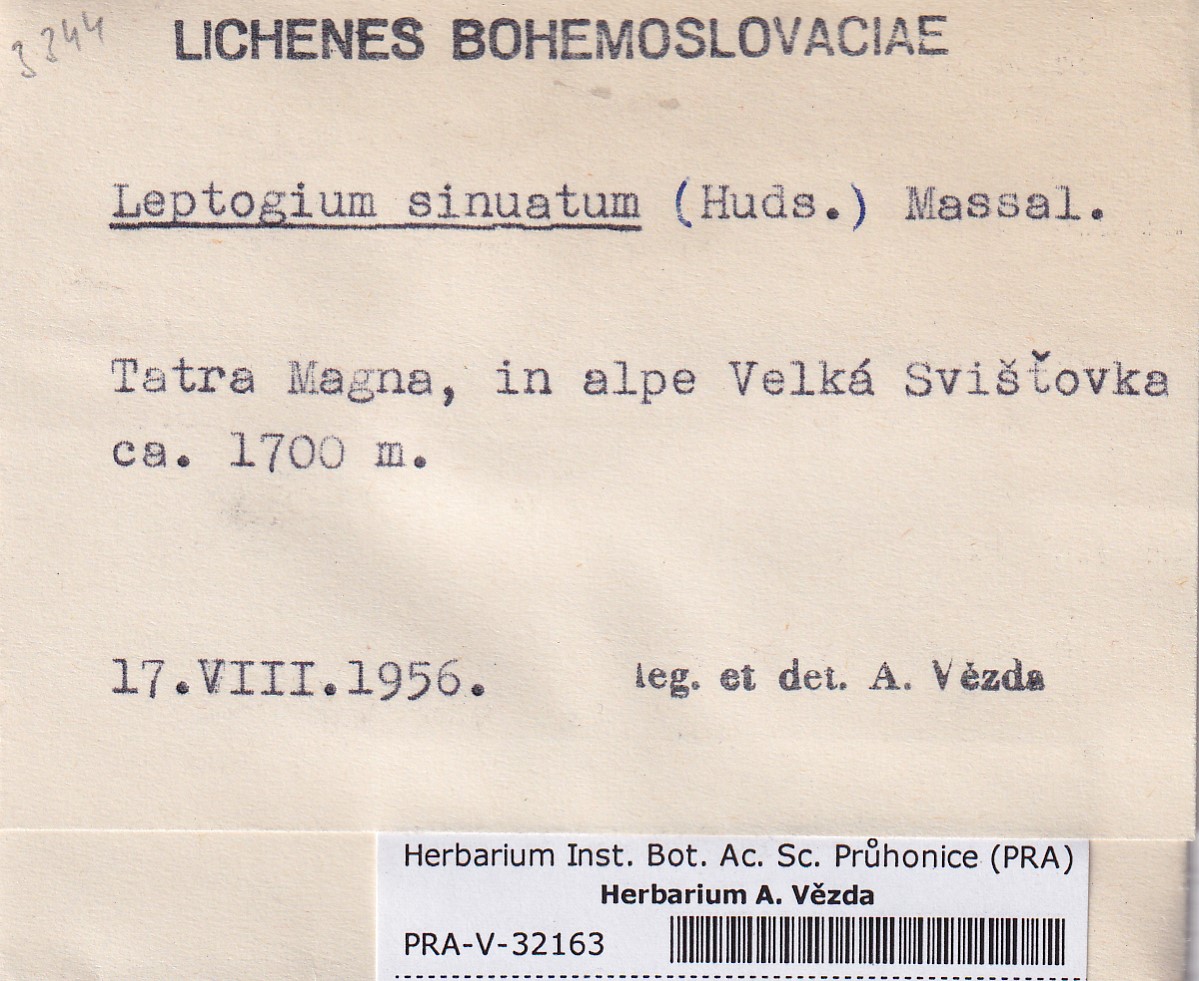 3244
LICHENES BOHEMOSLOVACIAE
Leptogium sinuatum (Huds.) Massal.
Tatra Magna, in alpe Velká Svišťovka
ca. 1700 m.
17.VIII.1956. leg. et det. A. Vězda
Herbarium Inst. Bot. Ac. Sc. Průhonice (PRA)
Herbarium A. Vězda
PRA-V-32163